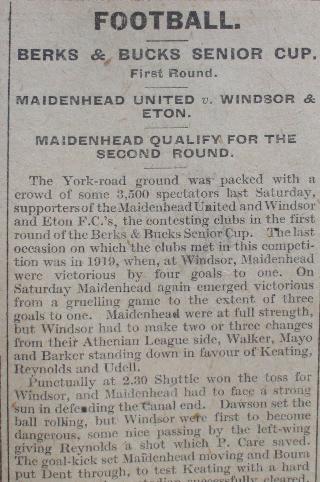 FOOTBALL.
BERKS & BUCKS SENIOR CUP.
First Round.
MAIDENHEAD UNITED v. WINDSOR &
ETON.
MAIDENHEAD QUALIFY FOR THE
SECOND ROUND.
The York-road ground was packed with a
crowd of some 3,500 spectators last Saturday,
supporters of the Maidenhead United and Windsor
and Eton F.C.'s, the contesting clubs in the first
round of the Berks & Bucks Senior Cup. The last
occasion on which the clubs met in this competi-
tion was in 1919, when, at Windsor, Maidenhead
were victorious by four goals to one. On
Saturday Maidenhead again emerged victorious
from a gruelling game to the extent of three
goals to one. Maidenhead were at full strength,
but Windsor had to make two or three changes
from their Athenian League side, Walker, Mayo
and Barker standing down in favour of Keating,
Reynolds and Udell.
Punctually at 2.30 Shuttle won the toss for
Windsor, and Maidenhead had to face a strong
sun in defending the Canal end. Dawson set the
ball rolling, but Windsor were first to become
dangerous, some nice passing by the left-wing
giving Reynolds a shot which P. Care saved.
The goal-kick set Maidenhead moving and Boura
put Dent through, to test Keating with a hard
successfully cleared.